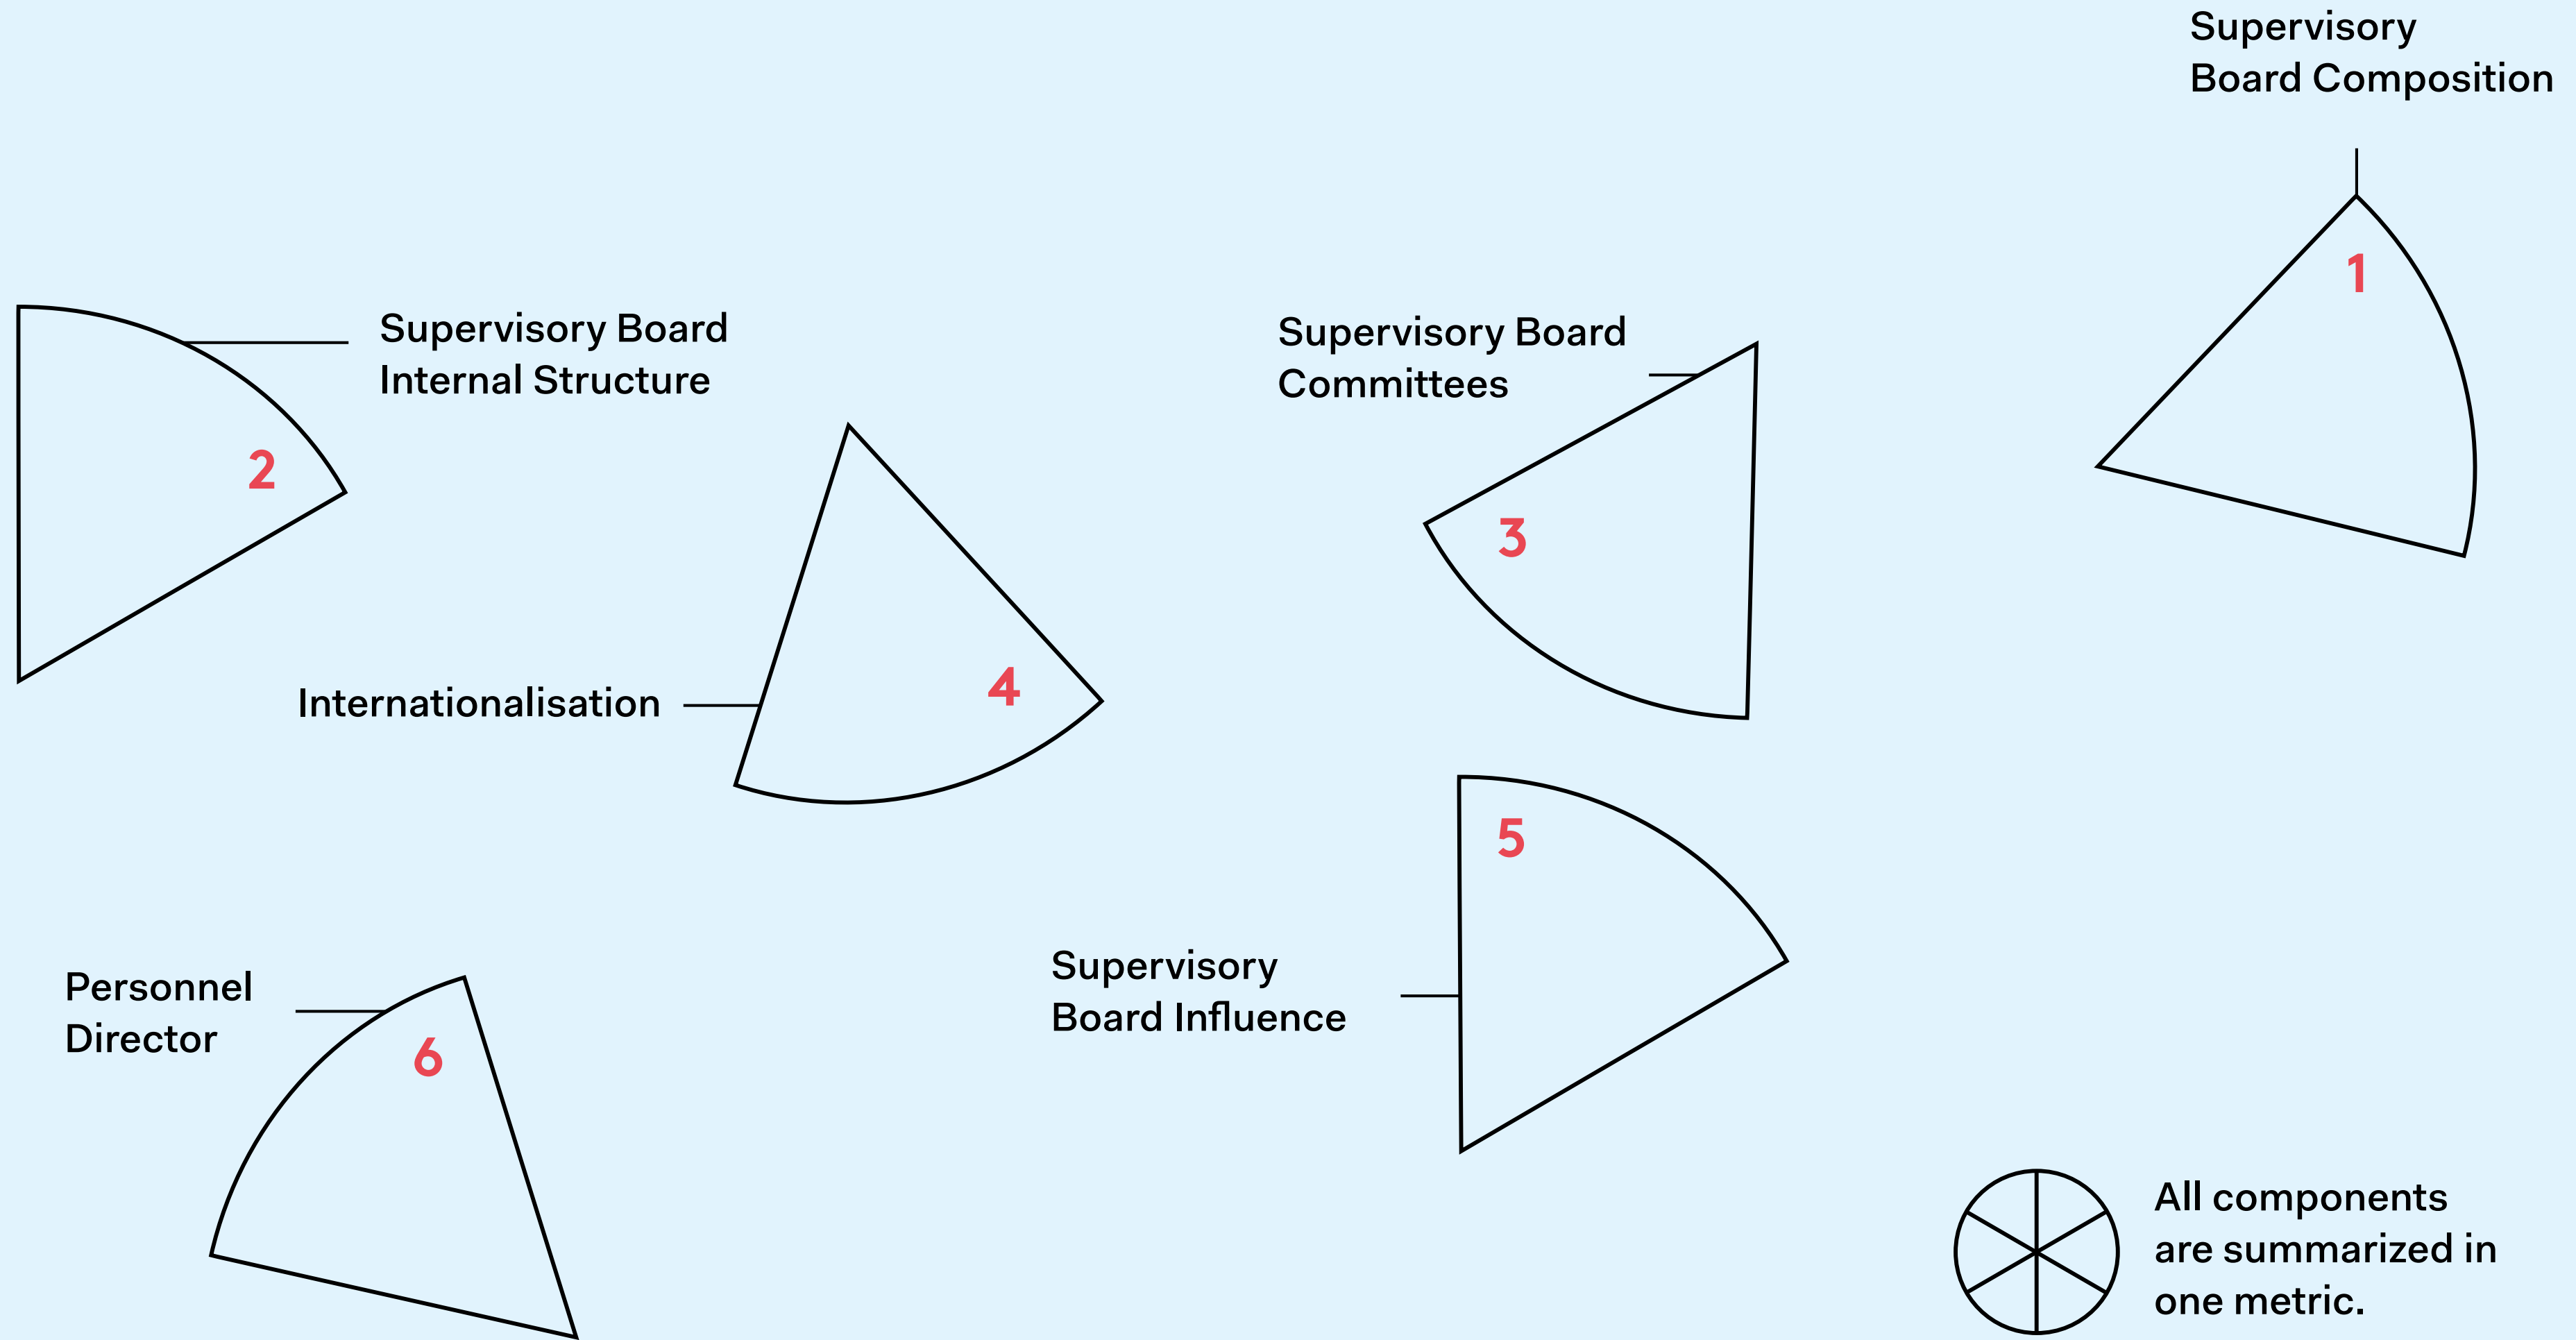 Supervisory
Board Composition
1
Supervisory Board
Internal Structure
2
Supervisory Board
Committees
3
Internationalisation
4
Supervisory
Board Influence
5
Personnel
Director
6
All components
are summarized in
one metric.